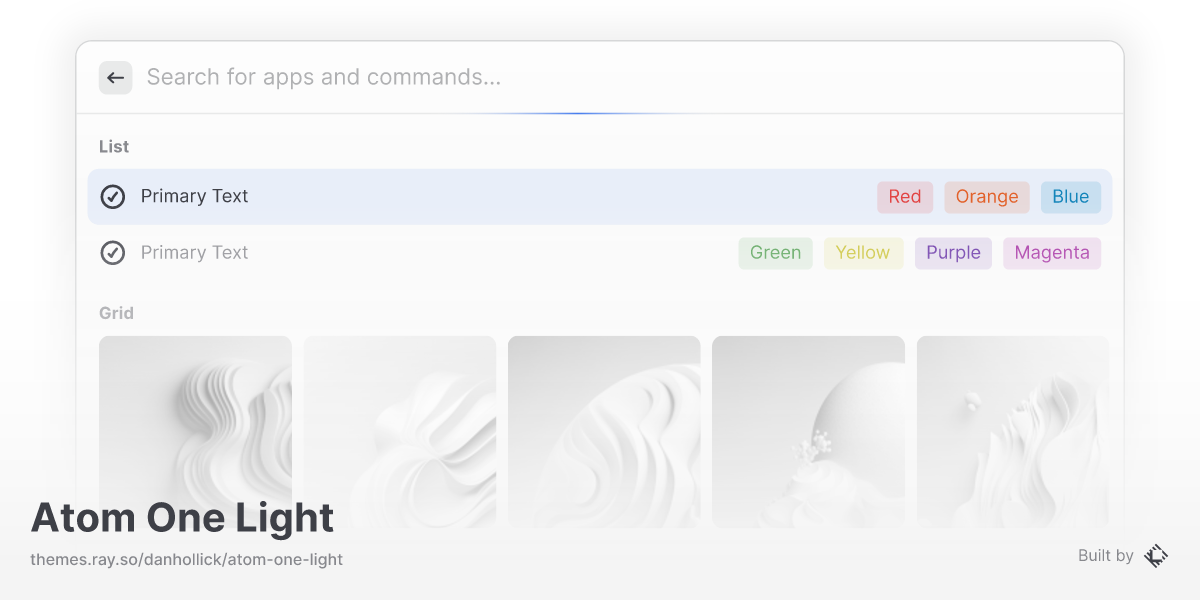 Search for apps and commands...
List
Primary Text Red Orange Blue
Primary Text Green Yellow Purple Magenta
Grid
Atom One Light
themes.ray.so/danhollick/atom-one-light
Built by